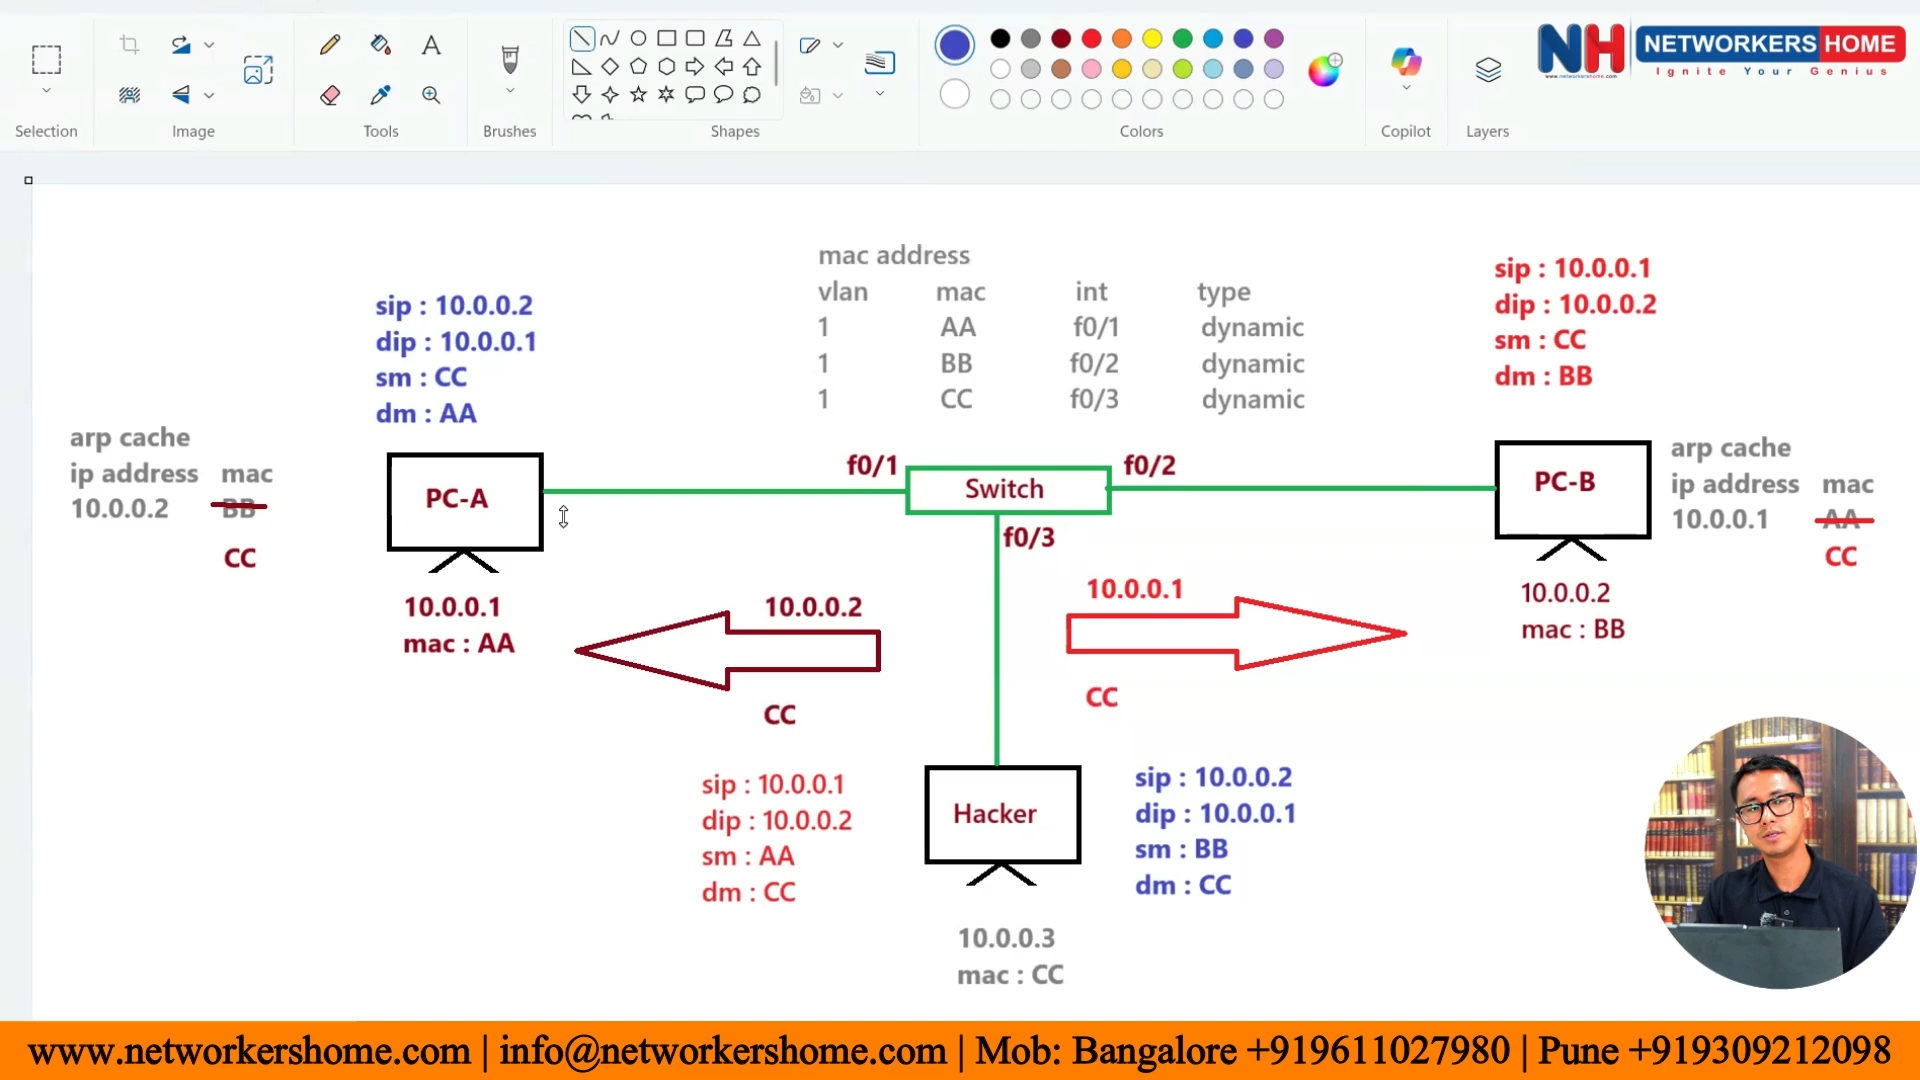 Selection
Image
Tools
Brushes
Shapes
Colors
Copilot
Layers
NH
www.networkershome.com
NETWORKERS HOME
Ignite Your Genius
mac address
vlan mac int type
1 AA f0/1 dynamic
1 BB f0/2 dynamic
1 CC f0/3 dynamic
sip : 10.0.0.2
dip : 10.0.0.1
sm : CC
dm : AA
sip : 10.0.0.1
dip : 10.0.0.2
sm : CC
dm : BB
arp cache
ip address mac
10.0.0.2 BB
CC
PC-A
10.0.0.1
mac : AA
f0/1
Switch
f0/2
f0/3
PC-B
10.0.0.2
mac : BB
arp cache
ip address mac
10.0.0.1 AA
CC
10.0.0.2
CC
10.0.0.1
CC
sip : 10.0.0.1
dip : 10.0.0.2
sm : AA
dm : CC
Hacker
10.0.0.3
mac : CC
sip : 10.0.0.2
dip : 10.0.0.1
sm : BB
dm : CC
www.networkershome.com | info@networkershome.com | Mob: Bangalore +919611027980 | Pune +919309212098